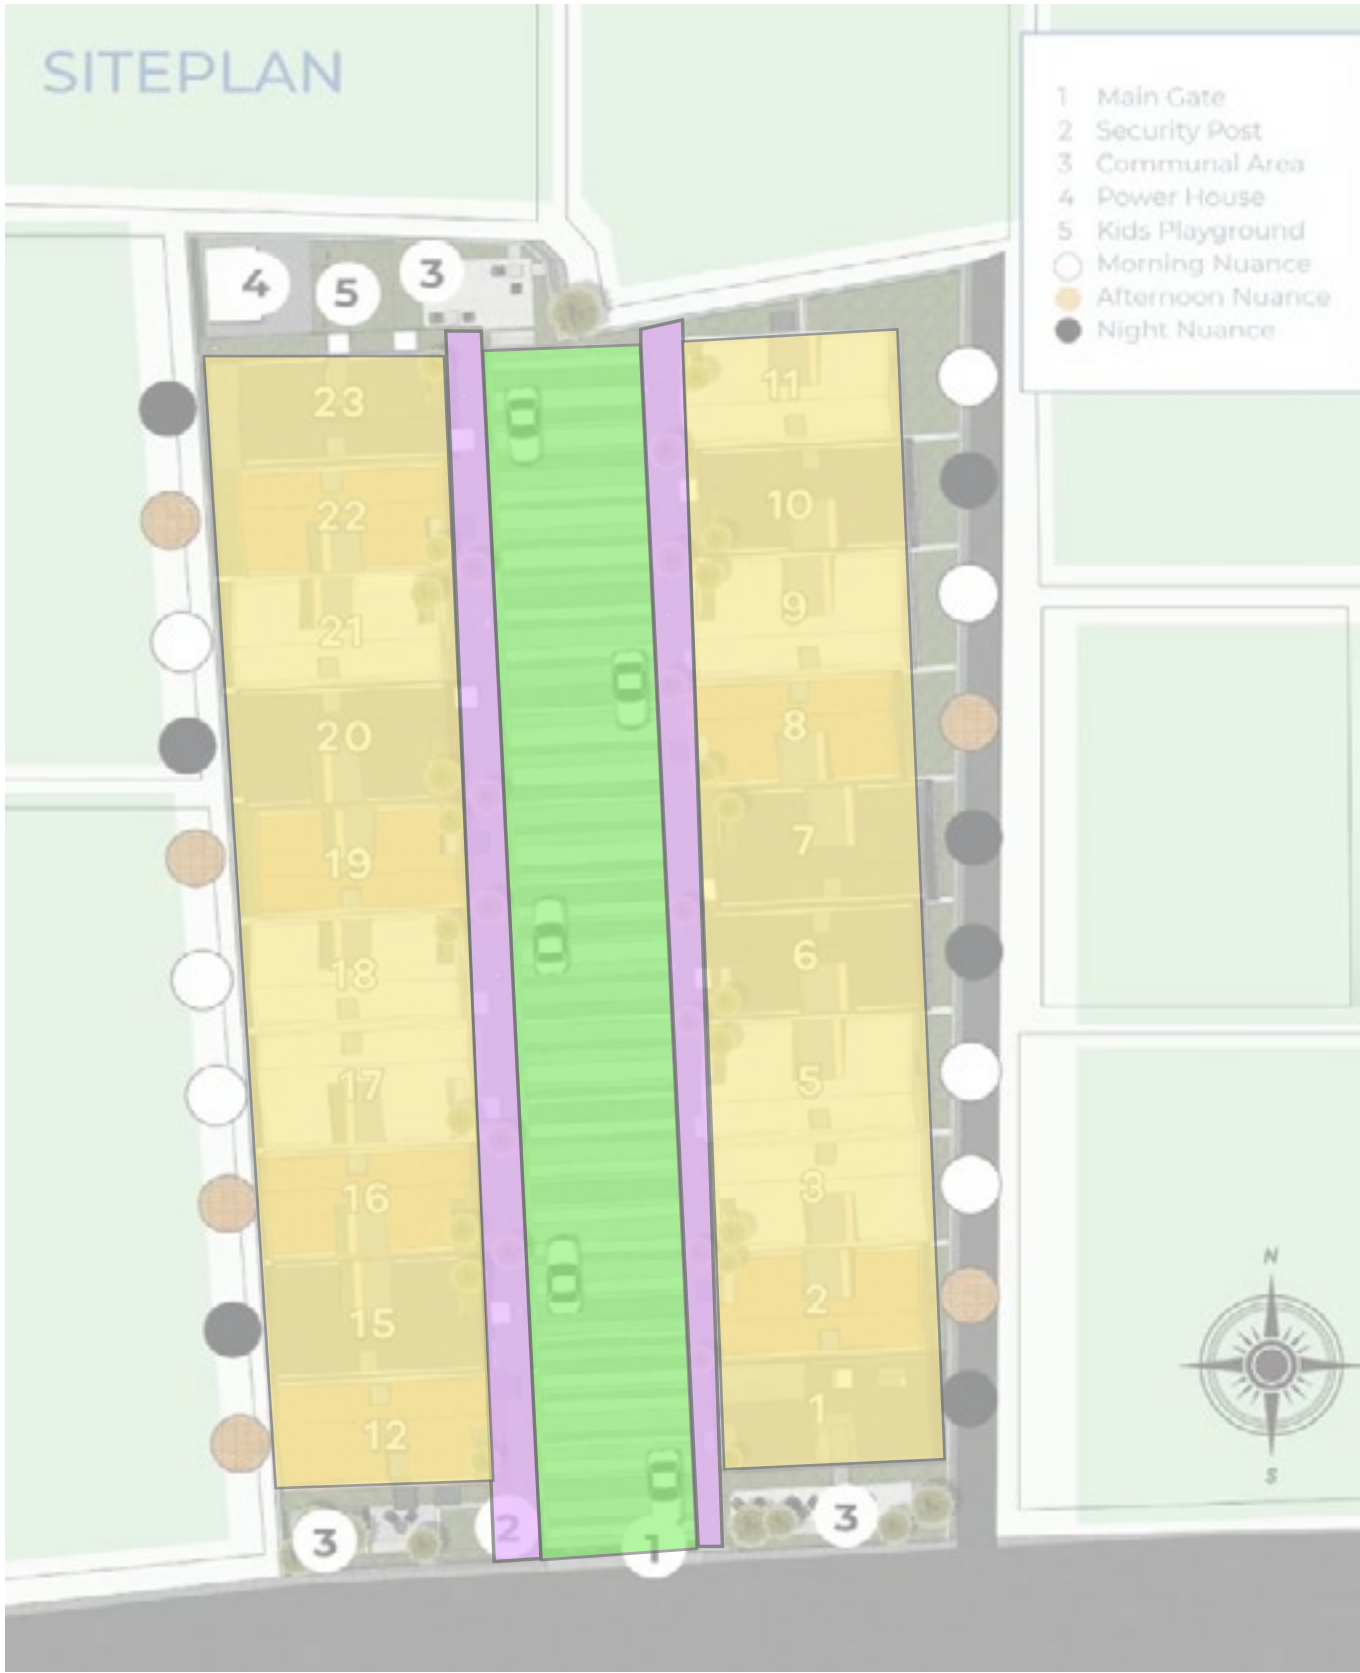 SITEPLAN
1 Main Gate
2 Security Post
3 Communal Area
4 Power House
5 Kids Playground
Morning Nuance
Afternoon Nuance
Night Nuance
4
5
3
23
11
22
10
21
9
20
8
19
7
18
6
17
5
16
3
15
2
12
1
3
2
1
3
N
S